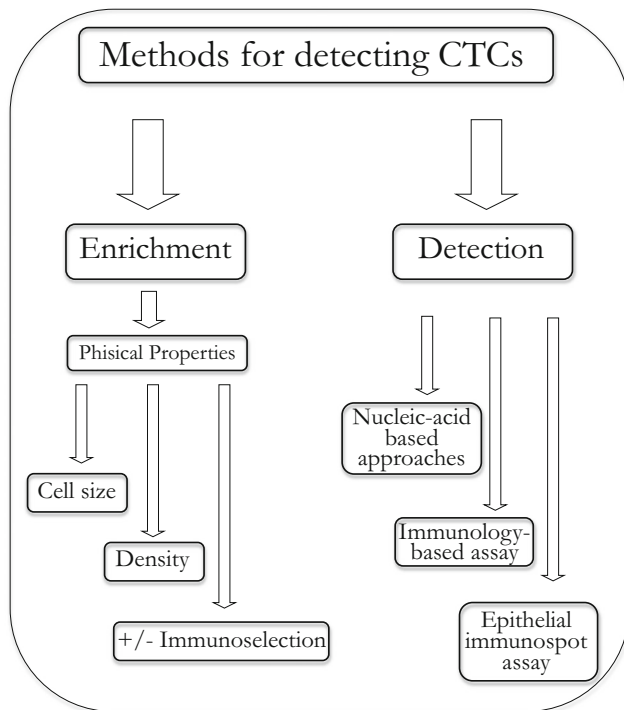 Methods for detecting CTCs
Enrichment
Detection
Phisical Properties
Nucleic-acid
based
approaches
Cell size
Immunology-
based assay
Density
+/- Immunoselection
Epithelial
immunospot
assay